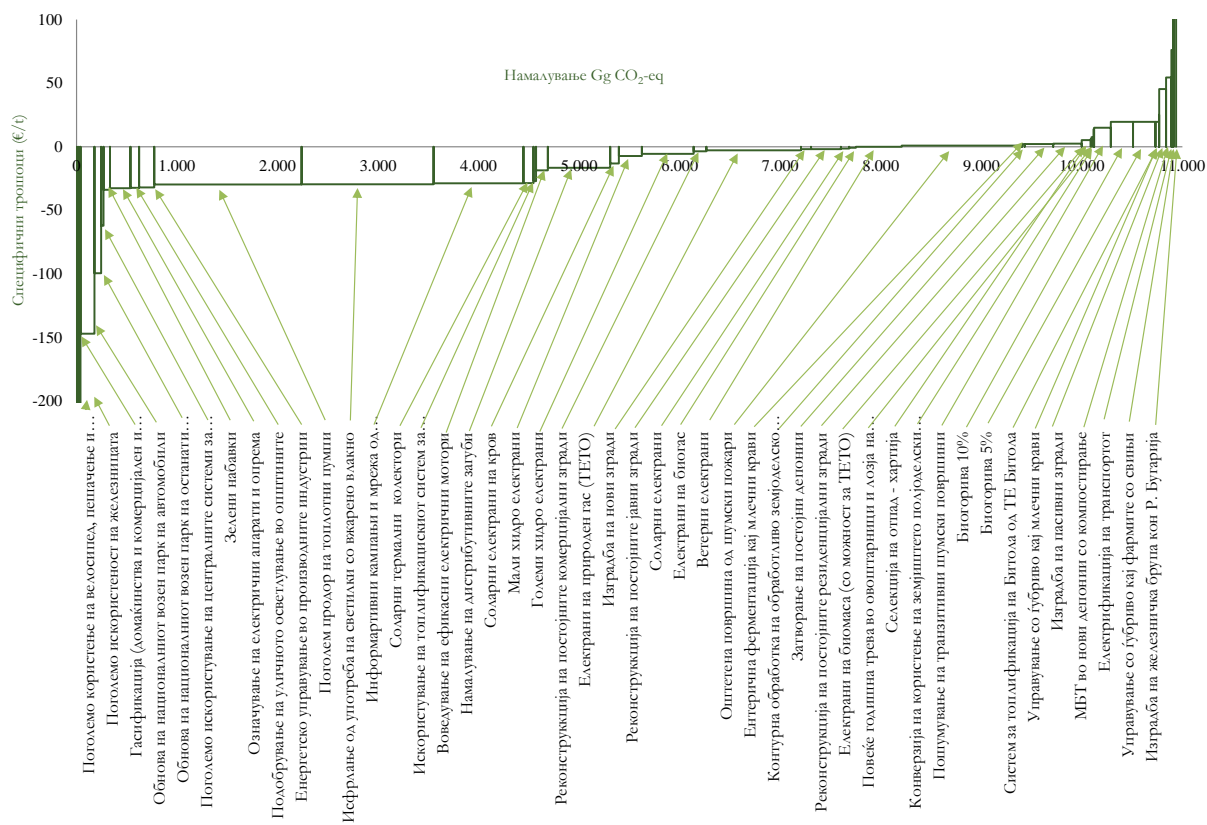 100
50
0
-50
-100
-150
-200
Специфични трошоци (€/t)
Намалување Gg CO₂-eq
0
1.000
2.000
3.000
4.000
5.000
6.000
7.000
8.000
9.000
10.000
11.000
Поголемо користење на велосипед, пешачење и…
Поголемо искористеност на железницата
Гасификација (домаќинства и комерцијален и…
Обнова на националниот возен парк на автомобили
Обнова на националниот возен парк на останати…
Поголемо искористување на централните системи за…
Зелени набавки
Означување на електрични апарати и опрема
Подобрување на уличното осветлување во општините
Енергетско управување во производните индустрии
Поголем продор на топлотни пумпи
Исфрлање од употреба на светилки со вжарено влакно
Информативни кампањи и мрежа од…
Соларни термални  колектори
Искористување на топлификацискиот систем за…
Воведување на ефикасни електрични мотори
Намалување на дистрибутивните загуби
Соларни електрани на кров
Мали хидро електрани
Големи хидро електрани
Реконструкција на постојните комерцијални згради
Електрани на природен гас (ТЕТО)
Изградба на нови згради
Реконструкција на постојните јавни згради
Соларни електрани
Електрани на биогас
Ветерни електрани
Оштетена површина од шумски пожари
Ентерична ферментација кај млечни крави
Контурна обработка на обработливо земјоделско…
Затворање на постојни депонии
Реконструкција на постојните резиденцијални згради
Електрани на биомаса (со можност за ТЕТО)
Повеќе годишна трева во овоштарници и лозја на…
Селекција на отпад - хартија
Конверзија на користење на земјиштето полјоделски…
Пошумување на транзитивни шумски површини
Биогорива 10%
Биогорива 5%
Систем за топлификација на Битола од ТЕ Битола
Управување со ѓубриво кај млечни крави
Изградба на пасивни згради
МБТ во нови депонии со компостирање
Електрификација на транспортот
Управување со ѓубриво кај фармите со свињи
Изградба на железничка бруга кон Р. Бугарија